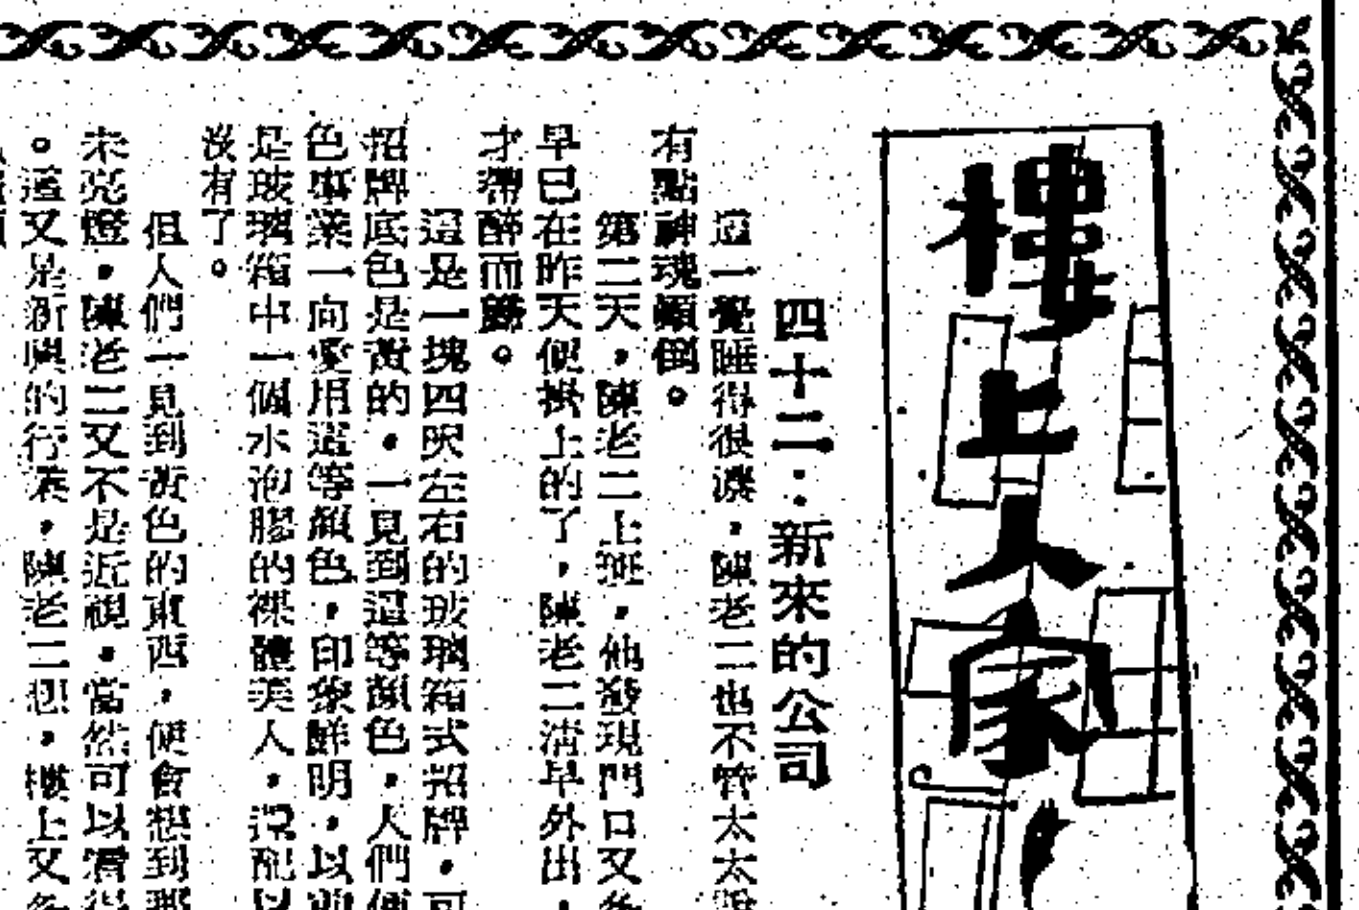 樓上人家
四十二：新來的公司
這一覺睡得很濃，陳老二也不管太太
有點神魂顚倒。
第二天，陳老二上班，他發現門口又
早已在昨天便掛上的了，陳老二淸早外出，
才帶醉而歸。
這是一塊四呎左右的玻璃箱式招牌，可
招牌底色是黃的，一見到這等顏色，人們便
色事業一向愛用這等顏色，印象鮮明，以前
是玻璃箱中一個水泡膠的裸體美人，還配以
沒有了。
但人們一見到黃色的東西，便會想到那
未亮燈，陳老二又不是近視，當然可以看得
。這又是新興的行業，陳老二想，樓上又多